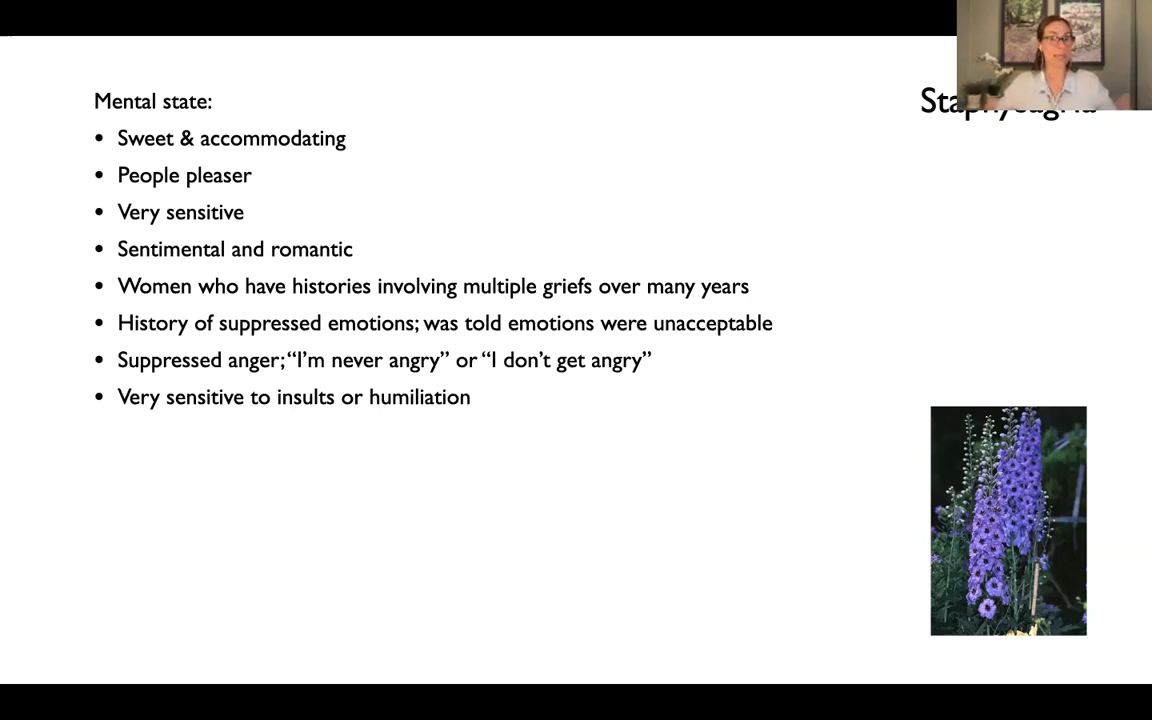 Mental state:
• Sweet & accommodating
• People pleaser
• Very sensitive
• Sentimental and romantic
• Women who have histories involving multiple griefs over many years
• History of suppressed emotions; was told emotions were unacceptable
• Suppressed anger; “I’m never angry” or “I don’t get angry”
• Very sensitive to insults or humiliation